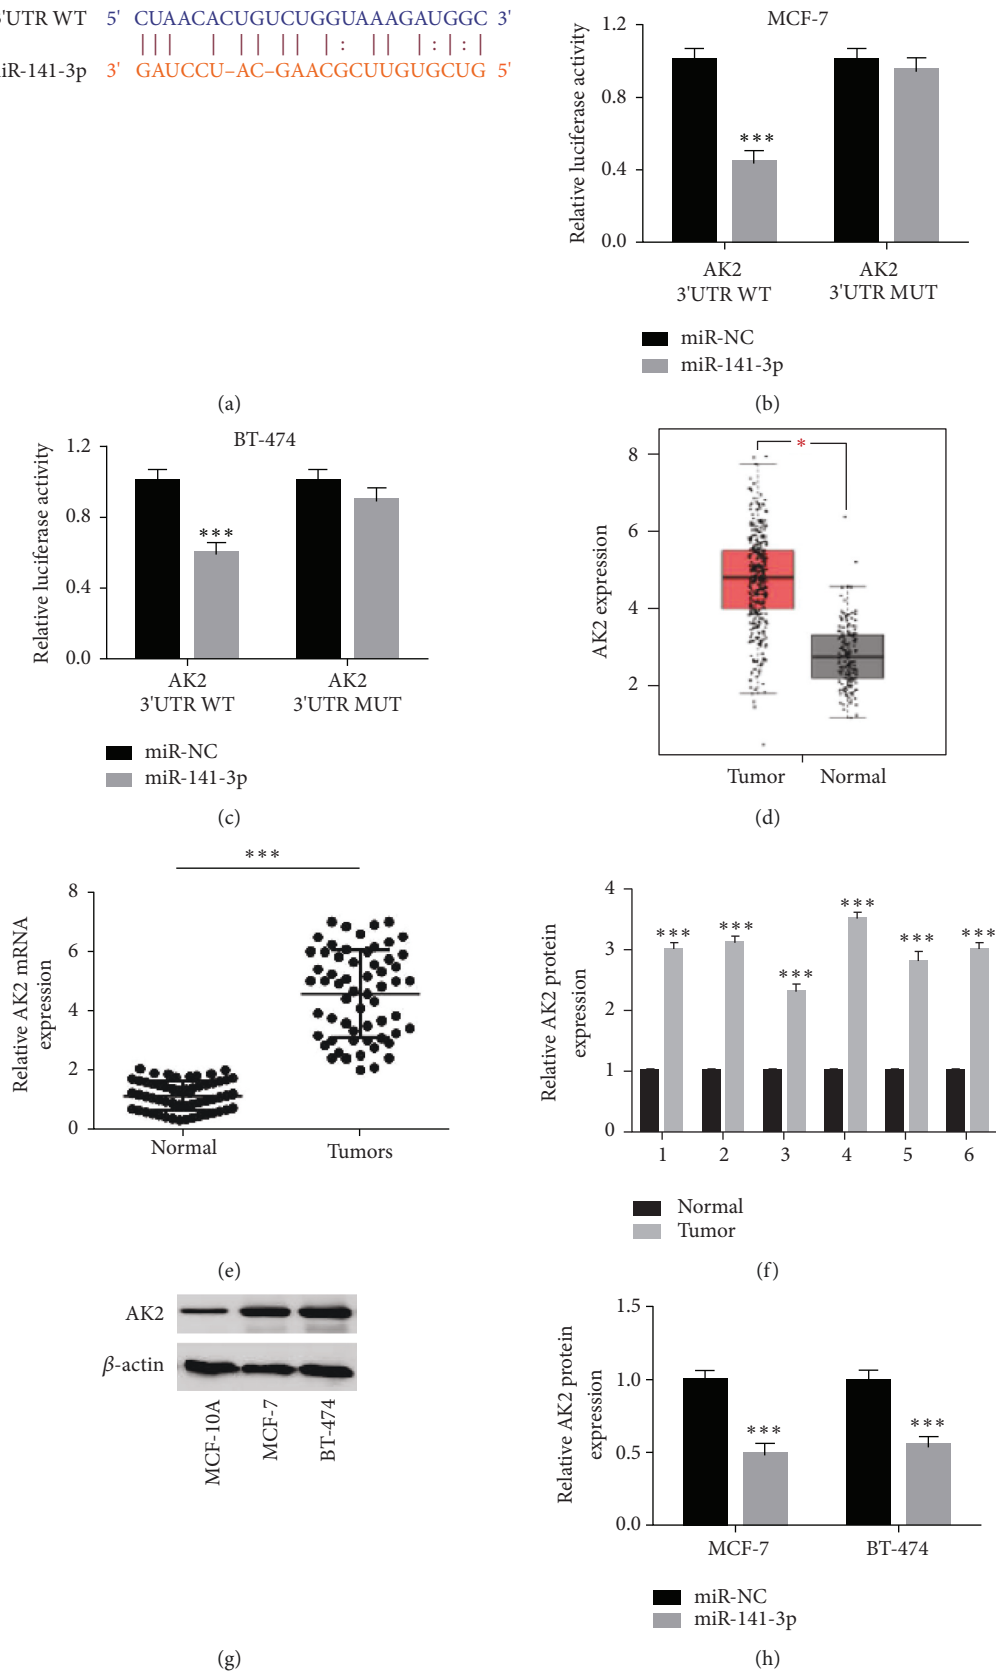 3'UTR WT 5' CUAACACUGUCUGGUAAAGAUGGC 3'
miR-141-3p 3' GAUCCU–AC–GAACGCUUGUGCUG 5'
(a)
MCF-7
Relative luciferase activity
1.2
0.8
0.4
0.0
***
AK2
3'UTR WT
AK2
3'UTR MUT
miR-NC
miR-141-3p
(b)
BT-474
Relative luciferase activity
1.2
0.8
0.4
0.0
***
AK2
3'UTR WT
AK2
3'UTR MUT
miR-NC
miR-141-3p
(c)
AK2 expression
8
6
4
2
*
Tumor Normal
(d)
***
Relative AK2 mRNA
expression
8
6
4
2
0
Normal Tumors
(e)
Relative AK2 protein
expression
4
3
2
1
0
*** *** *** *** *** ***
1 2 3 4 5 6
Normal
Tumor
(f)
AK2
β-actin
MCF-10A
MCF-7
BT-474
(g)
Relative AK2 protein
expression
1.5
1.0
0.5
0.0
*** ***
MCF-7 BT-474
miR-NC
miR-141-3p
(h)